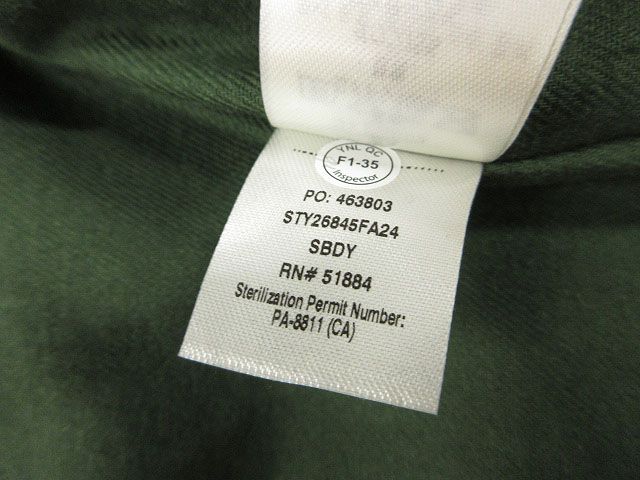 YNL QC
F1-35
Inspector
PO: 463803
STY26845FA24
SBDY
RN# 51884
Sterilization Permit Number:
PA-8811 (CA)